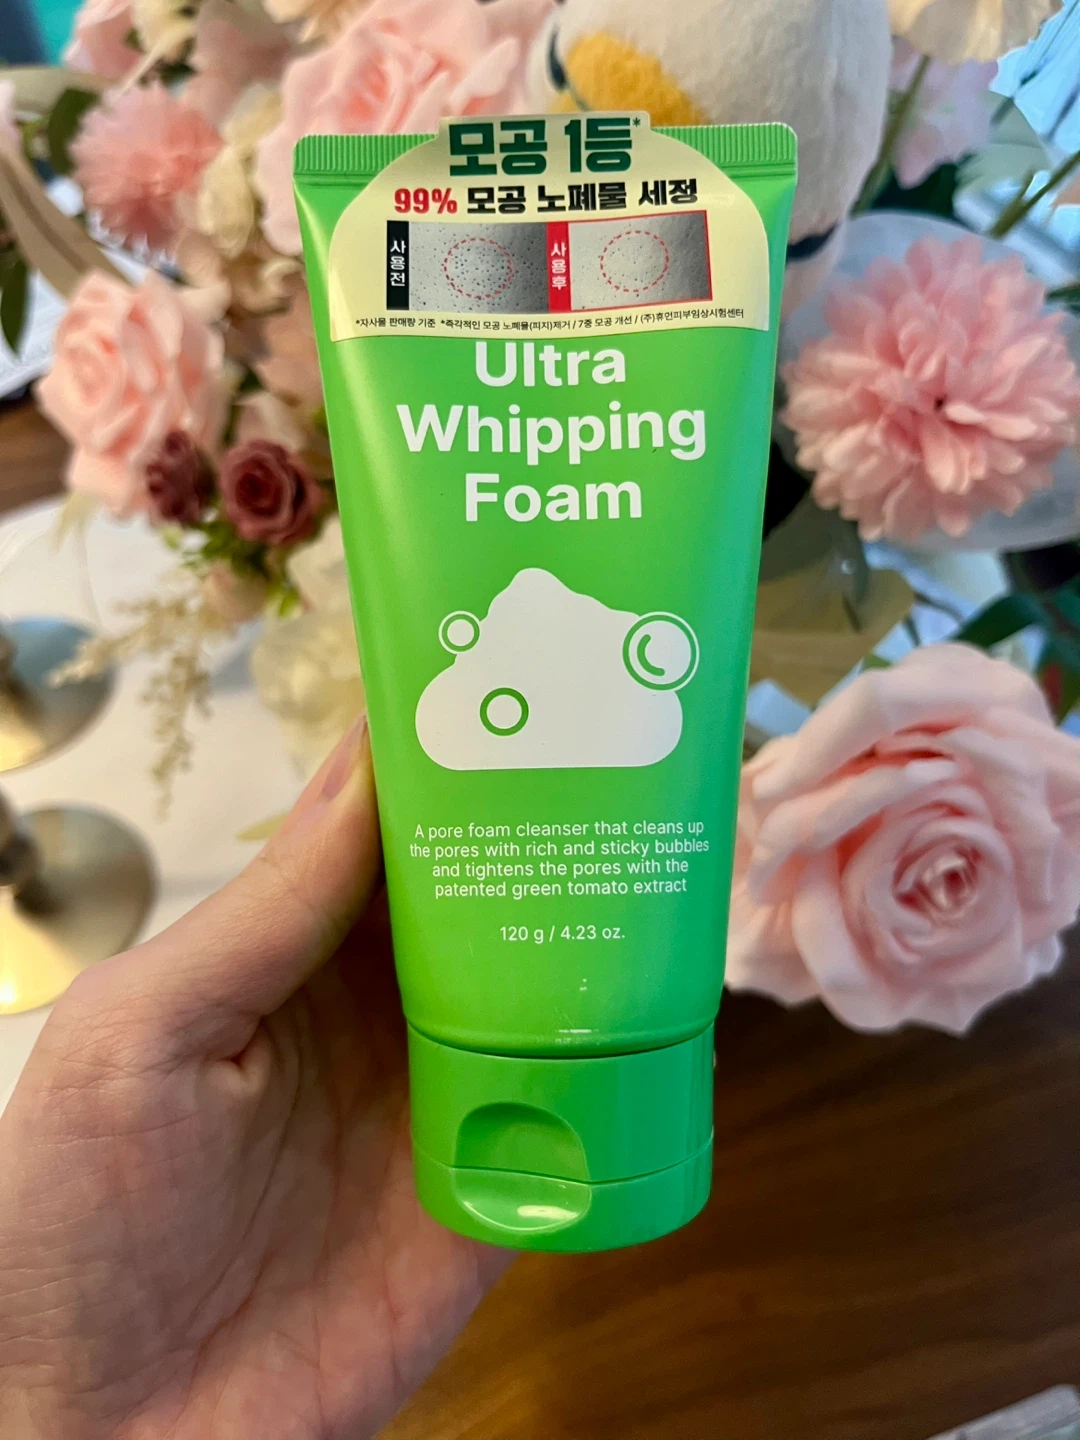 모공 1등*
99% 모공 노폐물 세정
사용전
사용후
*자사몰 판매량 기준 *즉각적인 모공 노폐물(피지)제거 / 7중 모공 개선 / (주)휴먼피부임상시험센터
Ultra
Whipping
Foam
A pore foam cleanser that cleans up
the pores with rich and sticky bubbles
and tightens the pores with the
patented green tomato extract
120 g / 4.23 oz.